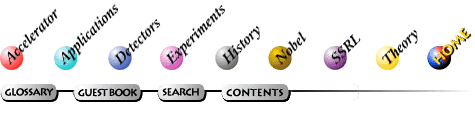 Accelerator Applications Detectors Experiments History Nobel SSRL Theory HOME
GLOSSARY GUEST BOOK SEARCH CONTENTS